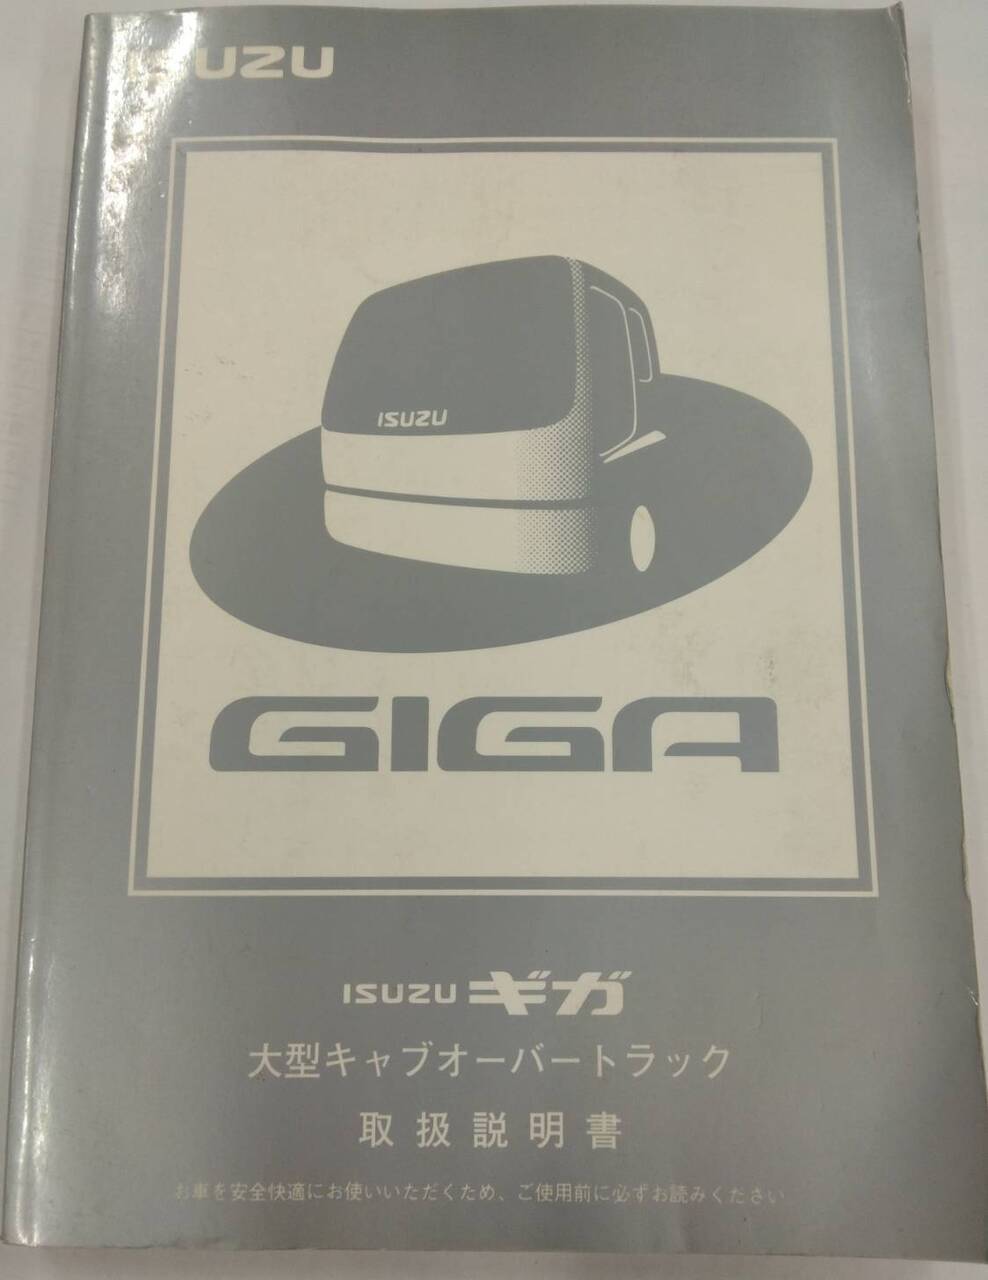 ISUZU
ISUZU
GIGA
ISUZU ギガ
大型キャブオーバートラック
取扱説明書
お車を安全快適にお使いいただくため、ご使用前に必ずお読みください